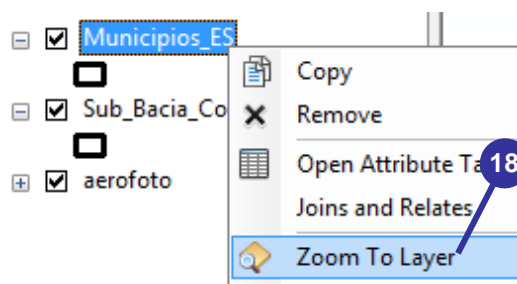 Municipios_ES
Sub_Bacia_Co
aerofoto
Copy
Remove
Open Attribute Ta
18
Joins and Relates
Zoom To Layer